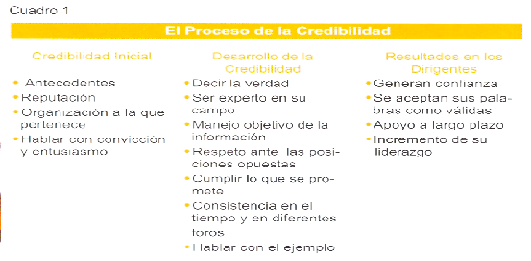 Cuadro 1
El Proceso de la Credibilidad
Credibilidad Inicial
• Antecedentes
• Reputación
• Organización a la que
pertenece
• Hablar con convicción
y entusiasmo
Desarrollo de la
Credibilidad
• Decir la verdad
• Ser experto en su
campo
• Manejo objetivo de la
información
• Respeto ante las posi-
ciones opuestas
• Cumplir lo que se pro-
mete
• Consistencia en el
tiempo y en diferentes
foros
• Hablar con el ejemplo
Resultados en los
Dirigentes
• Generan confianza
• Se aceptan sus pala-
bras como válidas
• Apoyo a largo plazo
• Incremento de su
liderazgo